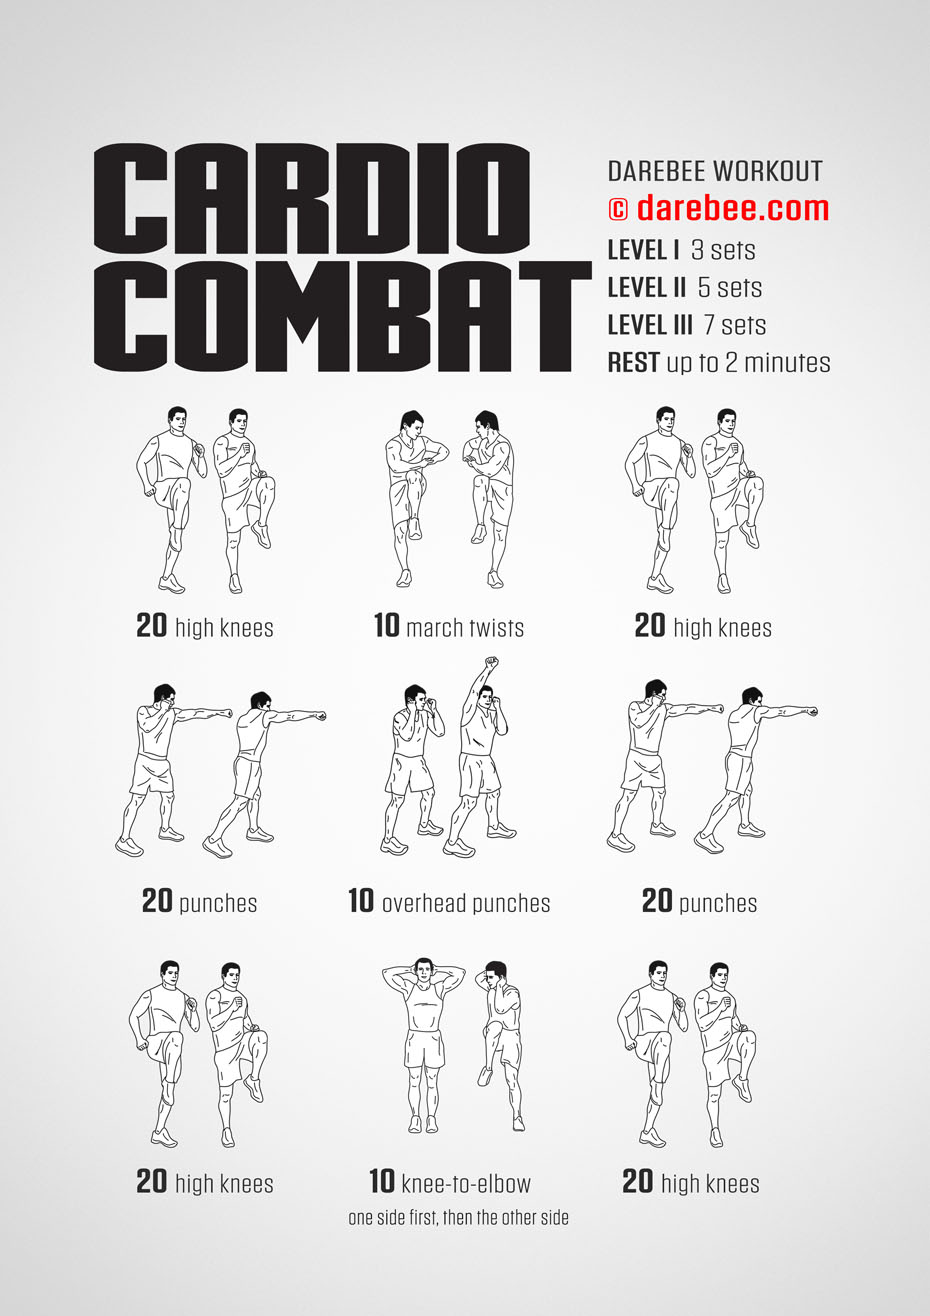 CARDIO
COMBAT
DAREBEE WORKOUT
© darebee.com
LEVEL I 3 sets
LEVEL II 5 sets
LEVEL III 7 sets
REST up to 2 minutes
20 high knees
10 march twists
20 high knees
20 punches
10 overhead punches
20 punches
20 high knees
10 knee-to-elbow
one side first, then the other side
20 high knees